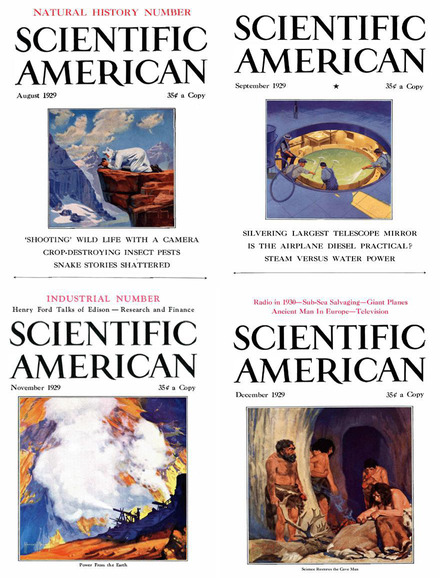 NATURAL HISTORY NUMBER
SCIENTIFIC
AMERICAN
August 1929 35¢ a Copy
'SHOOTING' WILD LIFE WITH A CAMERA
CROP-DESTROYING INSECT PESTS
SNAKE STORIES SHATTERED
SCIENTIFIC
AMERICAN
September 1929 ★ 35¢ a Copy
SILVERING LARGEST TELESCOPE MIRROR
IS THE AIRPLANE DIESEL PRACTICAL?
STEAM VERSUS WATER POWER
INDUSTRIAL NUMBER
Henry Ford Talks of Edison — Research and Finance
SCIENTIFIC
AMERICAN
November 1929 35¢ a Copy
Power From the Earth
Radio in 1930—Sub-Sea Salvaging—Giant Planes
Ancient Man In Europe—Television
SCIENTIFIC
AMERICAN
December 1929 35¢ a Copy
Science Restores the Cave Man